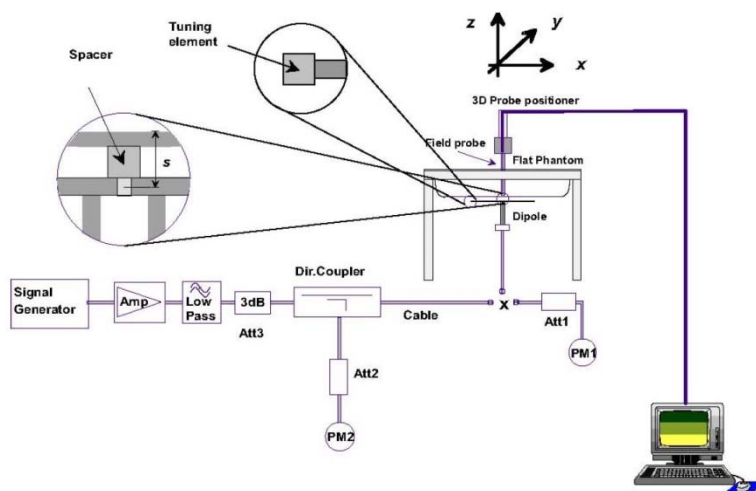 Tuning
element
Spacer
s
z
y
x
3D Probe positioner
Field probe
Flat Phantom
Dipole
Signal
Generator
Amp
Low
Pass
3dB
Att3
Dir.Coupler
Cable
x
Att1
PM1
Att2
PM2